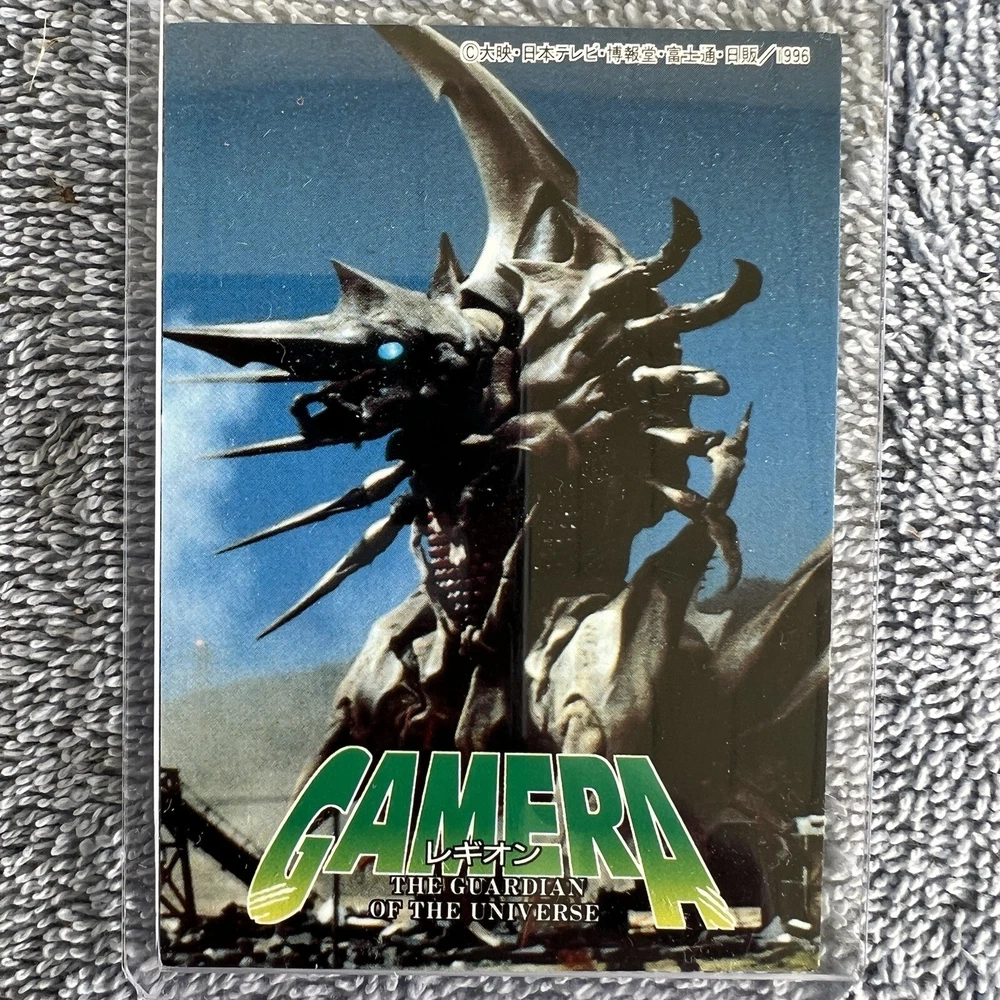 ©大映・日本テレビ・博報堂・富士通・日販／1996
GAMERA
レギオン
THE GUARDIAN
OF THE UNIVERSE